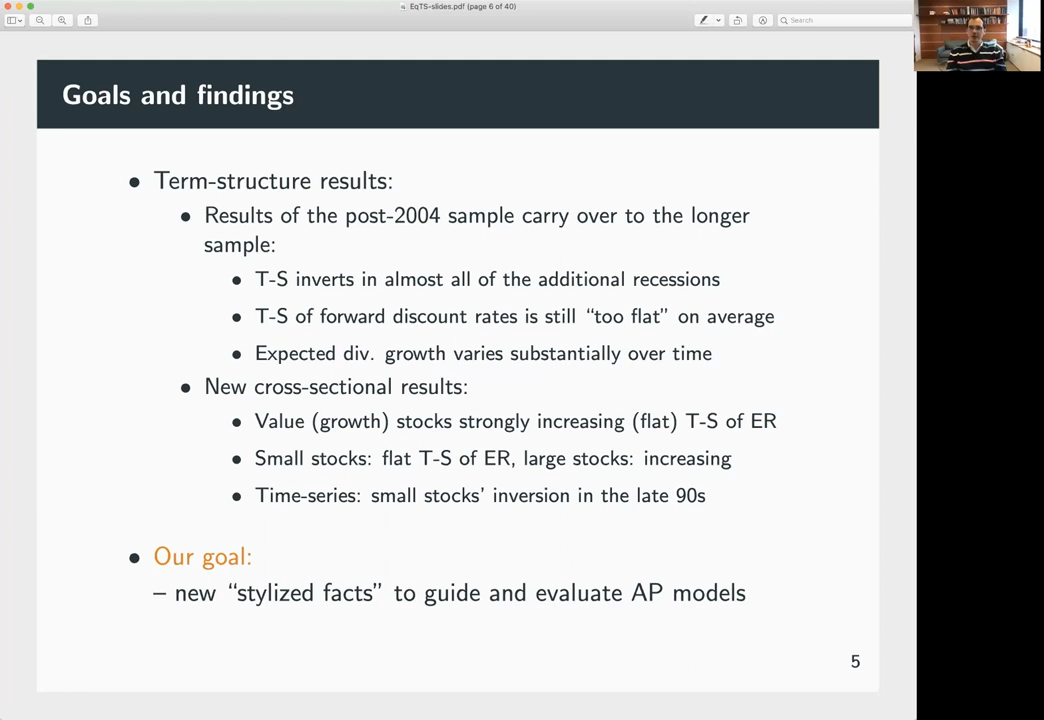 EqTS-slides.pdf (page 6 of 40)
Search
Goals and findings
• Term-structure results:
• Results of the post-2004 sample carry over to the longer
sample:
• T-S inverts in almost all of the additional recessions
• T-S of forward discount rates is still “too flat” on average
• Expected div. growth varies substantially over time
• New cross-sectional results:
• Value (growth) stocks strongly increasing (flat) T-S of ER
• Small stocks: flat T-S of ER, large stocks: increasing
• Time-series: small stocks’ inversion in the late 90s
• Our goal:
– new “stylized facts” to guide and evaluate AP models
5